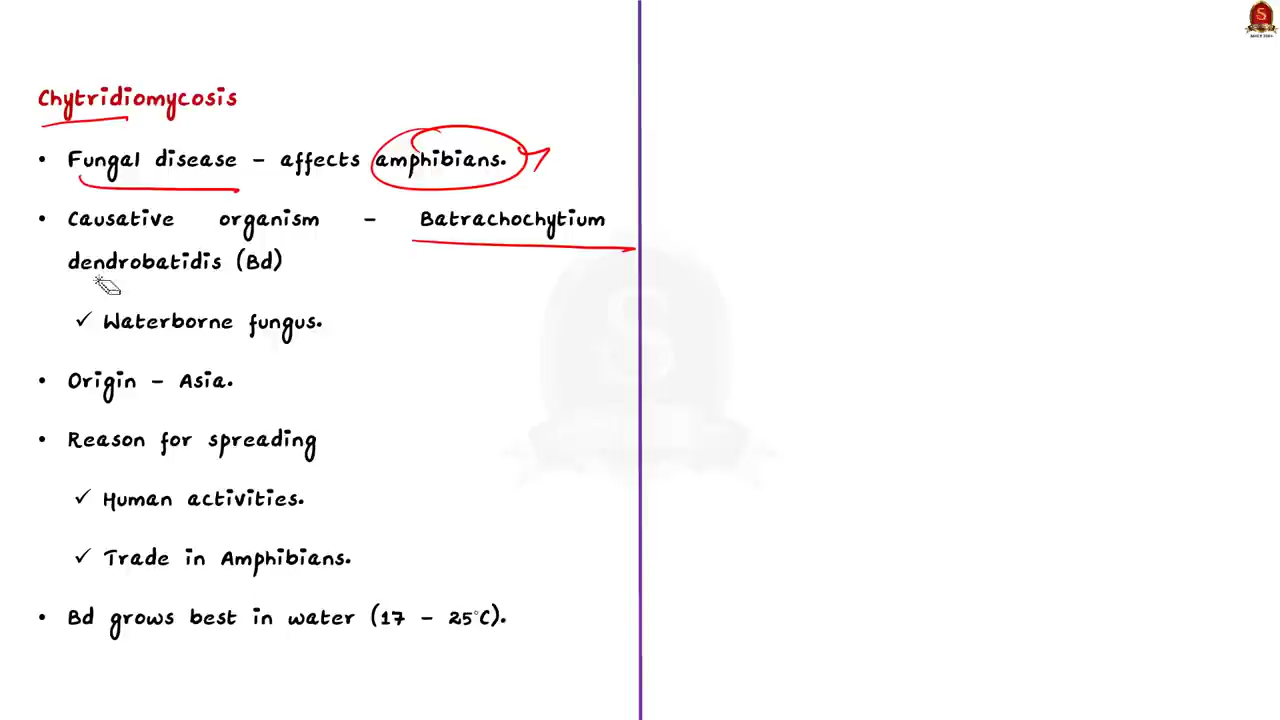 Chytridiomycosis
• Fungal disease – affects amphibians.
• Causative organism – Batrachochytium
dendrobatidis (Bd)
✓ Waterborne fungus.
• Origin – Asia.
• Reason for spreading
✓ Human activities.
✓ Trade in Amphibians.
• Bd grows best in water (17 – 25°C).
S